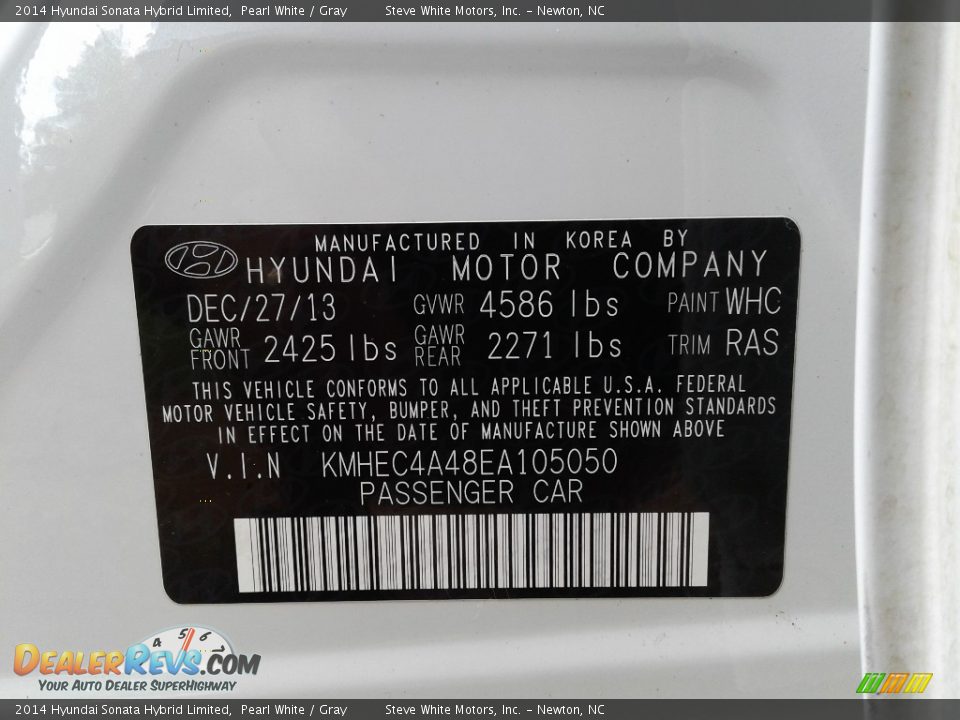 2014 Hyundai Sonata Hybrid Limited, Pearl White / Gray Steve White Motors, Inc. - Newton, NC
MANUFACTURED IN KOREA BY
HYUNDAI MOTOR COMPANY
DEC/27/13 GVWR 4586 lbs PAINT WHC
GAWR FRONT 2425 lbs GAWR REAR 2271 lbs TRIM RAS
THIS VEHICLE CONFORMS TO ALL APPLICABLE U.S.A. FEDERAL
MOTOR VEHICLE SAFETY, BUMPER, AND THEFT PREVENTION STANDARDS
IN EFFECT ON THE DATE OF MANUFACTURE SHOWN ABOVE
V.I.N KMHEC4A48EA105050
PASSENGER CAR
4 5 6
DEALERREVS.COM
YOUR AUTO DEALER SUPERHIGHWAY
2014 Hyundai Sonata Hybrid Limited, Pearl White / Gray Steve White Motors, Inc. - Newton, NC